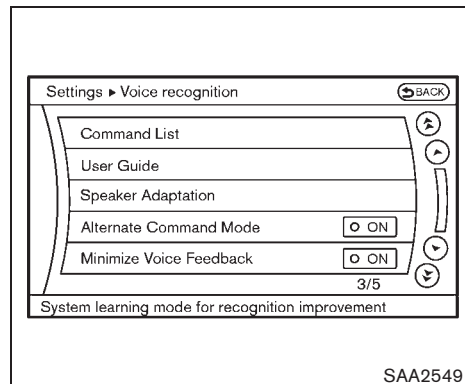 Settings ▸ Voice recognition BACK
Command List
User Guide
Speaker Adaptation
Alternate Command Mode ON
Minimize Voice Feedback ON
3/5
System learning mode for recognition improvement
SAA2549